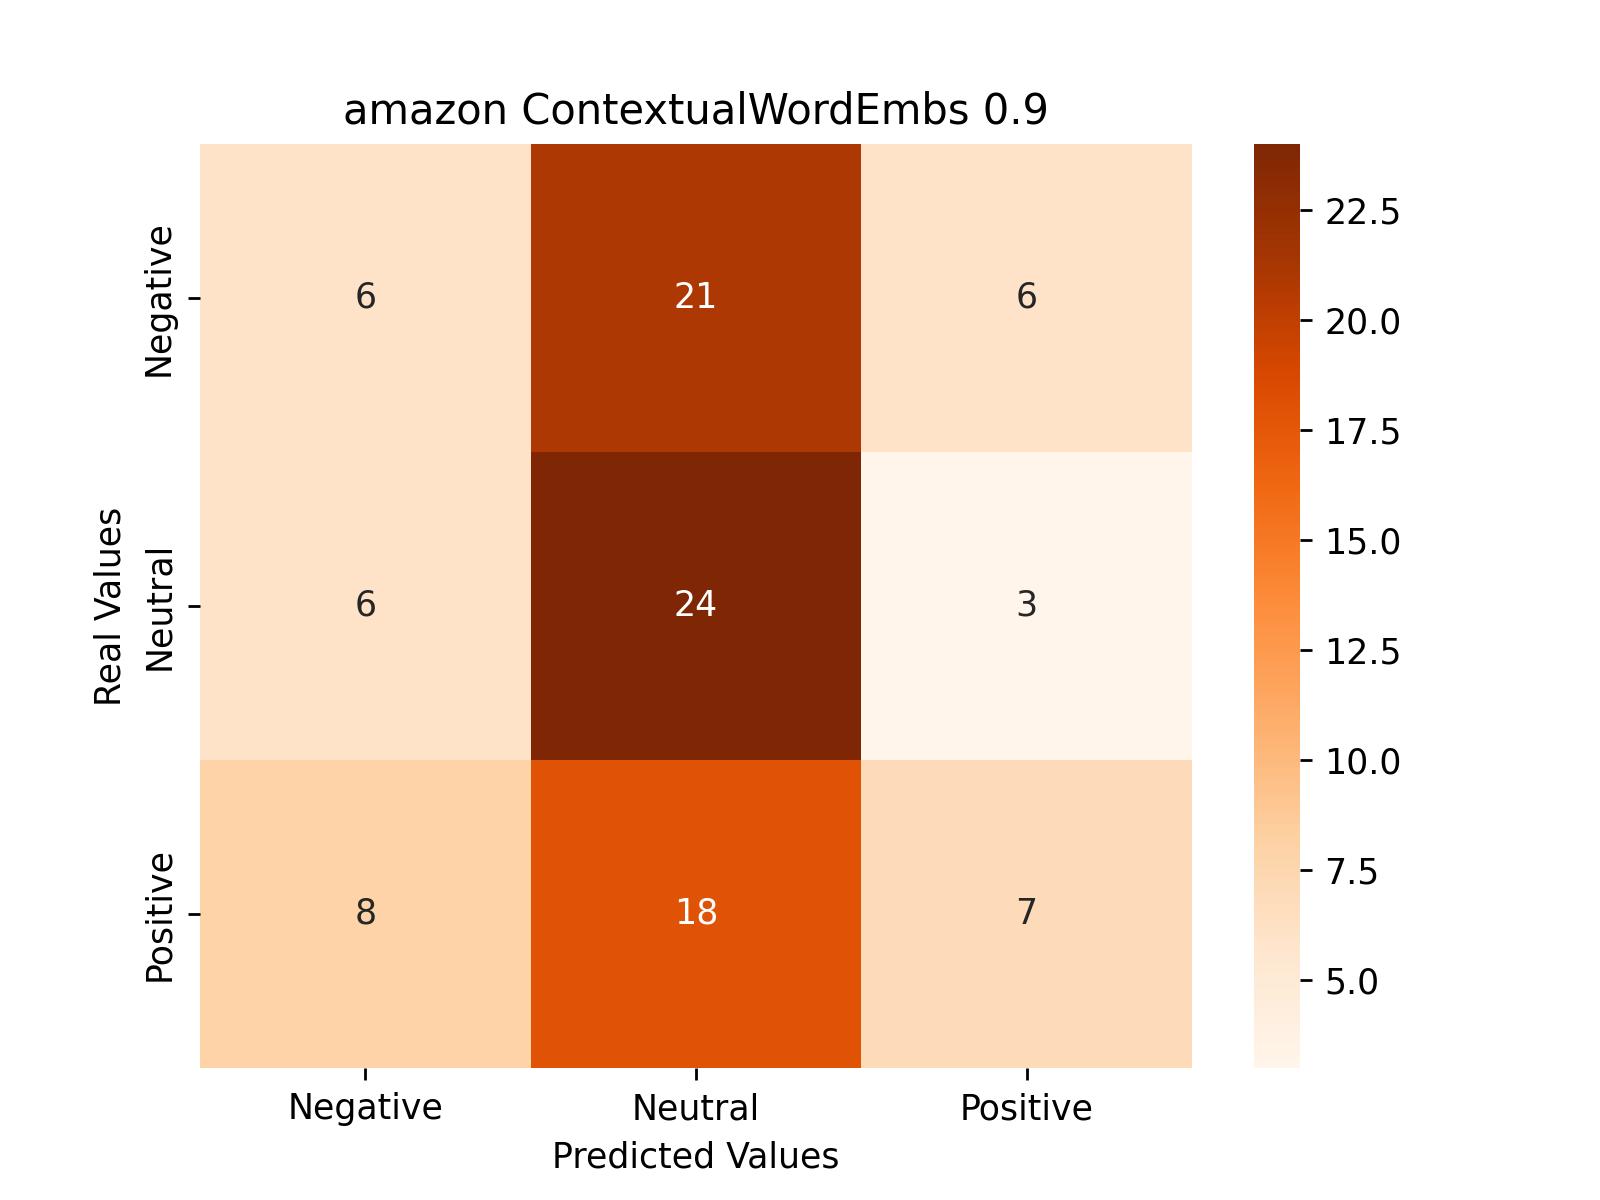 amazon ContextualWordEmbs 0.9
Real Values
Negative
6
21
6
Neutral
6
24
3
Positive
8
18
7
Negative
Neutral
Positive
Predicted Values
22.5
20.0
17.5
15.0
12.5
10.0
7.5
5.0